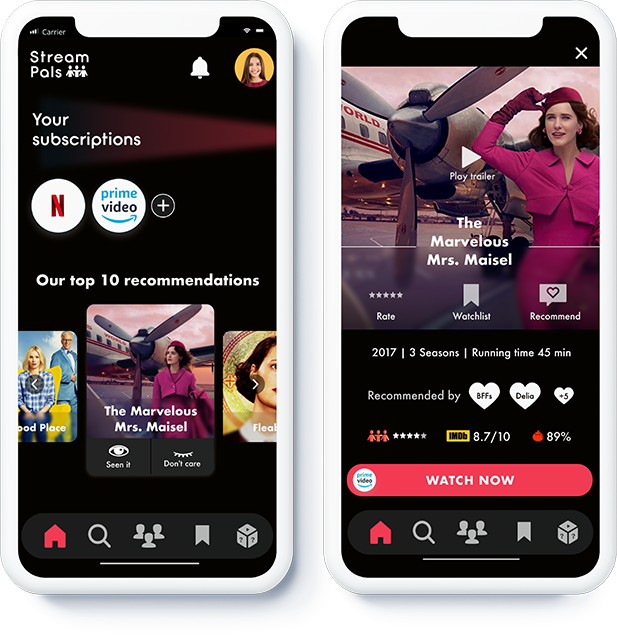 Carrier
Stream
Pals
Your
subscriptions
N
prime
video
Our top 10 recommendations
ood Place
The Marvelous
Mrs. Maisel
Fleab
Seen it
Don't care
? ?
WORLD
Play trailer
The
Marvelous
Mrs. Maisel
Rate
Watchlist
Recommend
2017 | 3 Seasons | Running time 45 min
Recommended by
BFFs
Delia
+5
IMDb 8.7/10
89%
prime
video
WATCH NOW
? ?